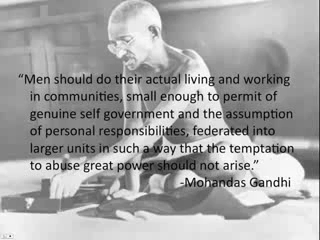 “Men should do their actual living and working
in communities, small enough to permit of
genuine self government and the assumption
of personal responsibilities, federated into
larger units in such a way that the temptation
to abuse great power should not arise.”
-Mohandas Gandhi